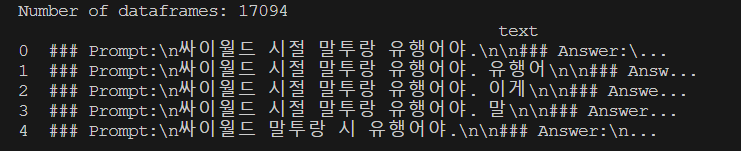 Number of dataframes: 17094
text
0 ### Prompt:\n싸이월드 시절 말투랑 유행어야.\n\n### Answer:\...
1 ### Prompt:\n싸이월드 시절 말투랑 유행어야. 유행어\n\n### Answ...
2 ### Prompt:\n싸이월드 시절 말투랑 유행어야. 이게\n\n### Answe...
3 ### Prompt:\n싸이월드 시절 말투랑 유행어야. 말\n\n### Answer...
4 ### Prompt:\n싸이월드 말투랑 시 유행어야.\n\n### Answer:\n...